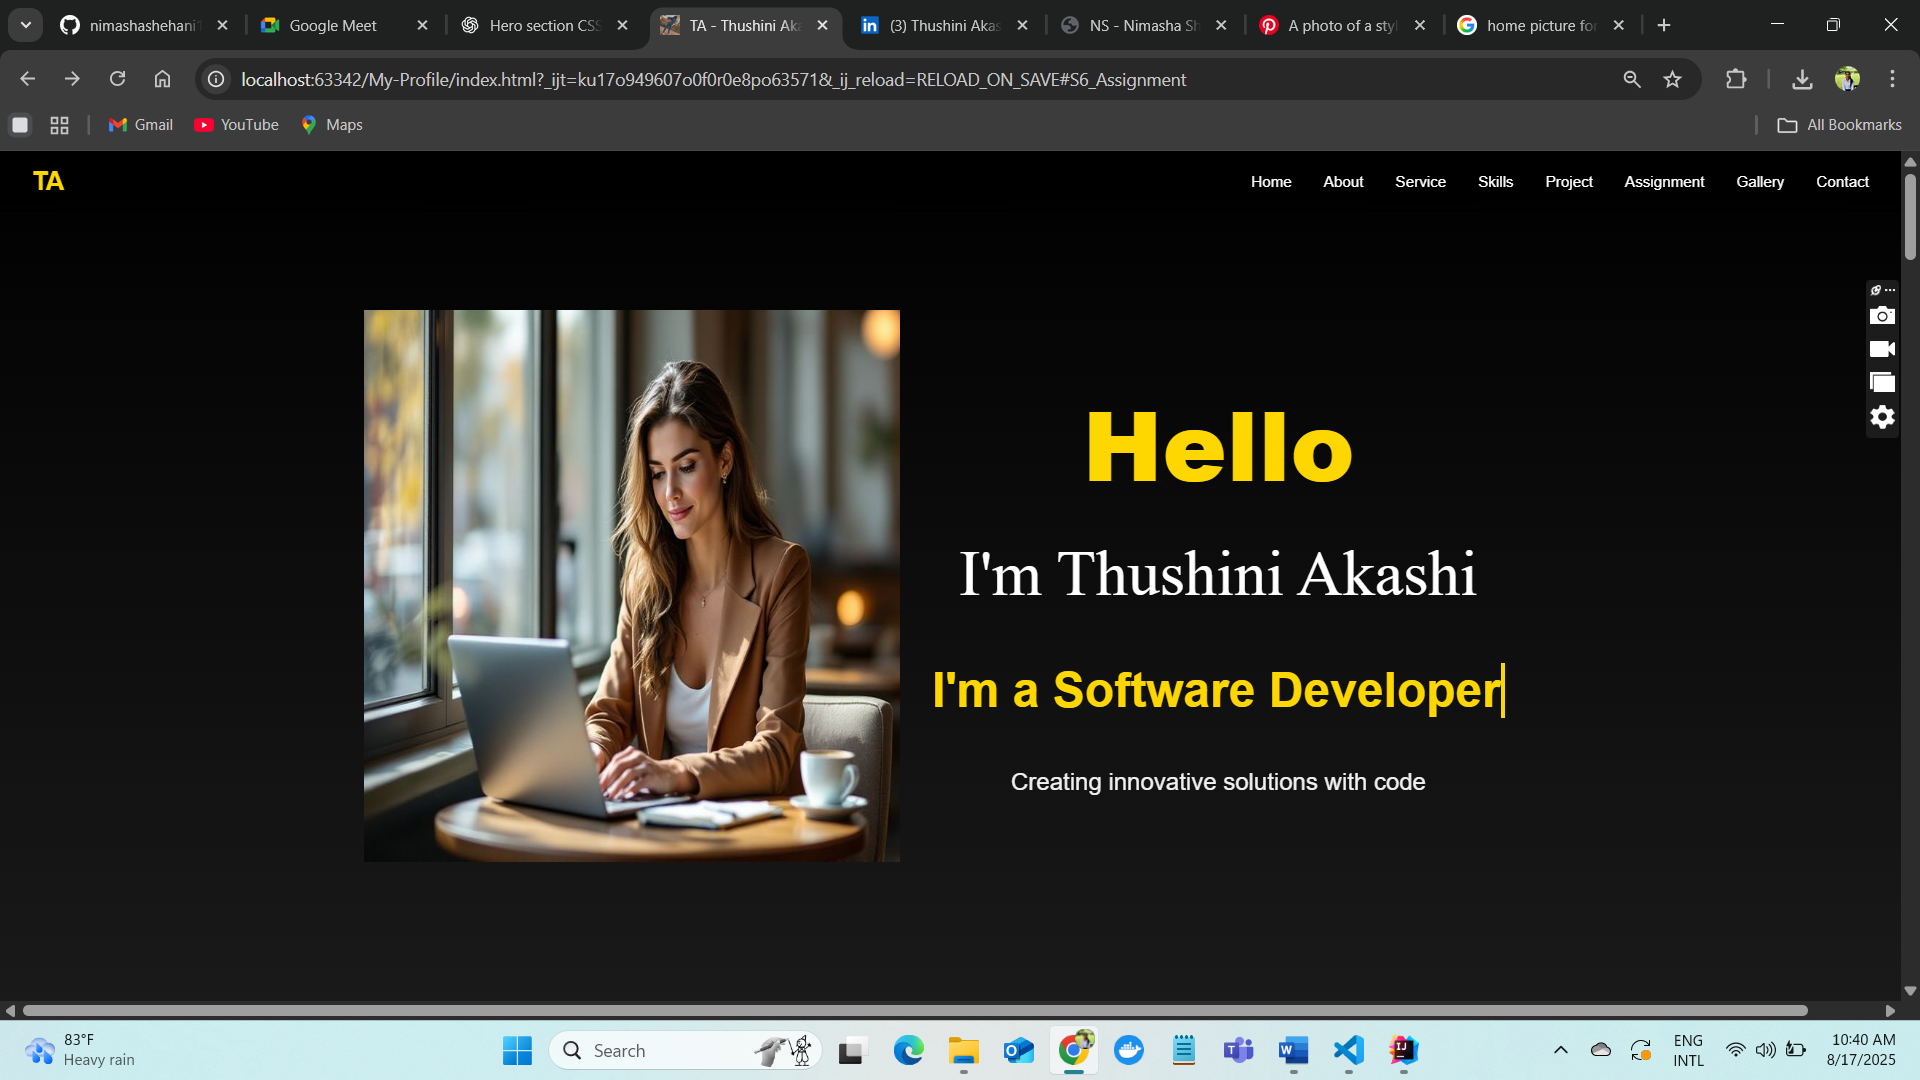 nimashashehani1
Google Meet
Hero section CSS
TA - Thushini Aka
(3) Thushini Akas
NS - Nimasha Sh
A photo of a styl
home picture for
localhost:63342/My-Profile/index.html?_ijt=ku17o949607o0f0r0e8po63571&_ij_reload=RELOAD_ON_SAVE#S6_Assignment
Gmail
YouTube
Maps
All Bookmarks
TA
Home
About
Service
Skills
Project
Assignment
Gallery
Contact
Hello
I'm Thushini Akashi
I'm a Software Developer
Creating innovative solutions with code
83°F
Heavy rain
Search
ENG
INTL
10:40 AM
8/17/2025